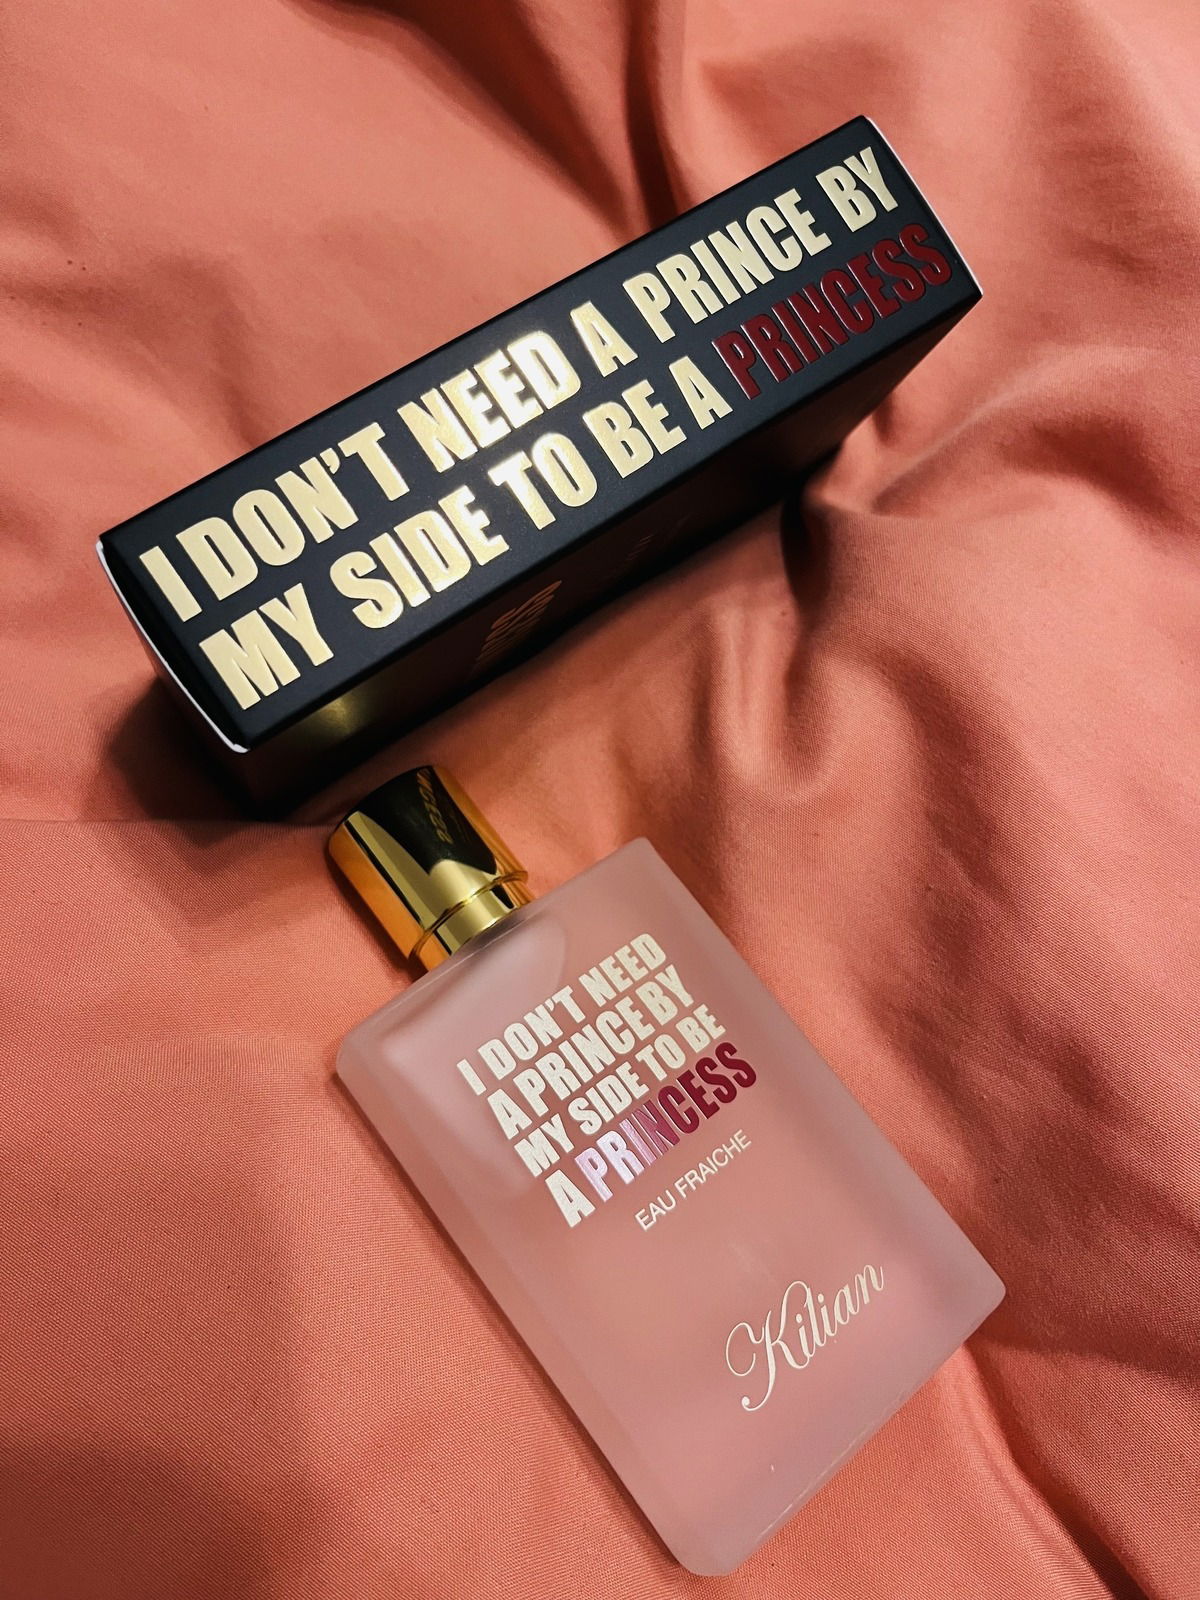 I DON'T NEED A PRINCE BY
MY SIDE TO BE A PRINCESS
I DON'T NEED
A PRINCE BY
MY SIDE TO BE
A PRINCESS
EAU FRAICHE
Kilian